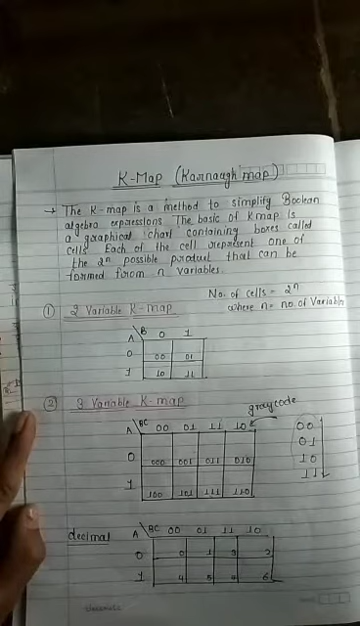 K-Map (Karnaugh map)
→ The K-map is a method to simplify Boolean
algebra expressions The basic of K map is
a graphical chart containing boxes called
cells Each of the cell represent one of
the 2ⁿ possible product that can be
formed from n variables.
No. of cells = 2ⁿ
where n = no. of Variable
① 2 Variable K-map
A \ B 0 1
0 00 01
1 10 11
② 3 Variable K-map
graycode
A \ BC 00 01 11 10
0 000 001 011 010
1 100 101 111 110
00
01
10
11
decimal
A \ BC 00 01 11 10
0 0 1 3 2
1 4 5 6